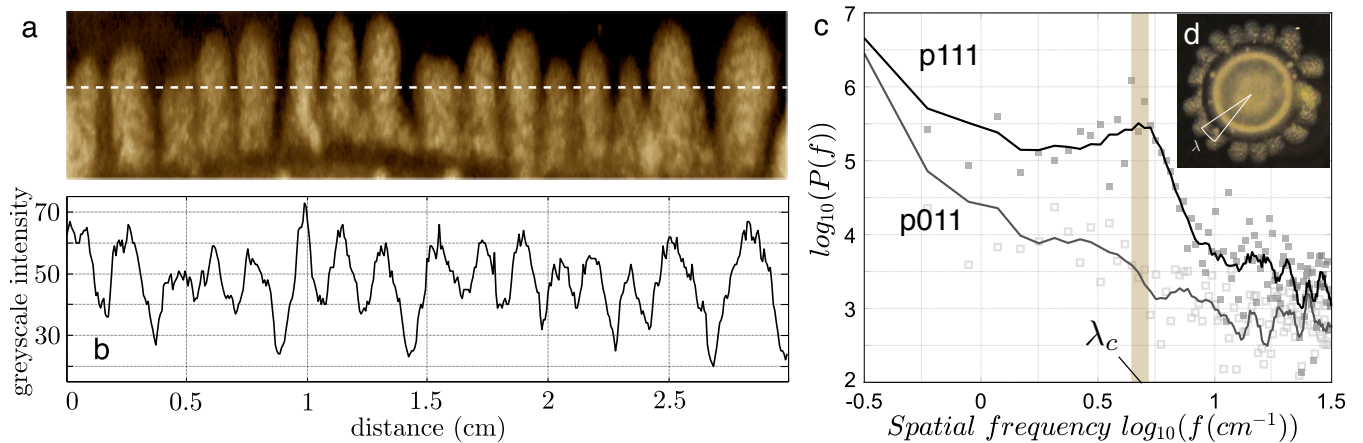 a
greyscale intensity
70
50
30
b
0
0.5
1
1.5
2
2.5
distance (cm)
c
log10(P(f))
7
6
5
4
3
2
p111
p011
λc
-0.5
0
0.5
1.0
1.5
Spatial frequency log10(f(cm⁻¹))
d
λ